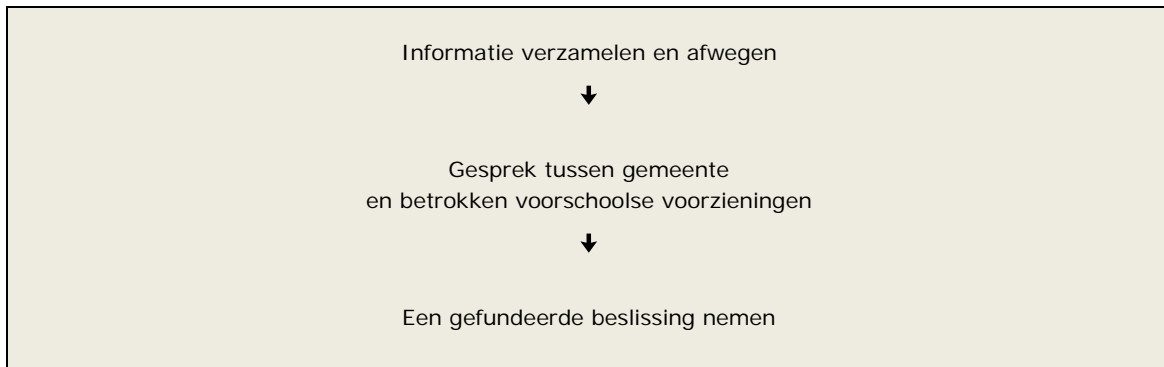 Informatie verzamelen en afwegen
Gesprek tussen gemeente
en betrokken voorschoolse voorzieningen
Een gefundeerde beslissing nemen